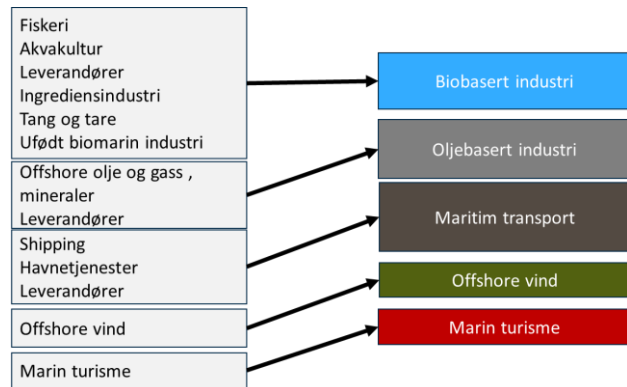 Fiskeri
Akvakultur
Leverandører
Ingrediensindustri
Tang og tare
Ufødt biomarin industri
Offshore olje og gass ,
mineraler
Leverandører
Shipping
Havnetjenester
Leverandører
Offshore vind
Marin turisme
Biobasert industri
Oljebasert industri
Maritim transport
Offshore vind
Marin turisme